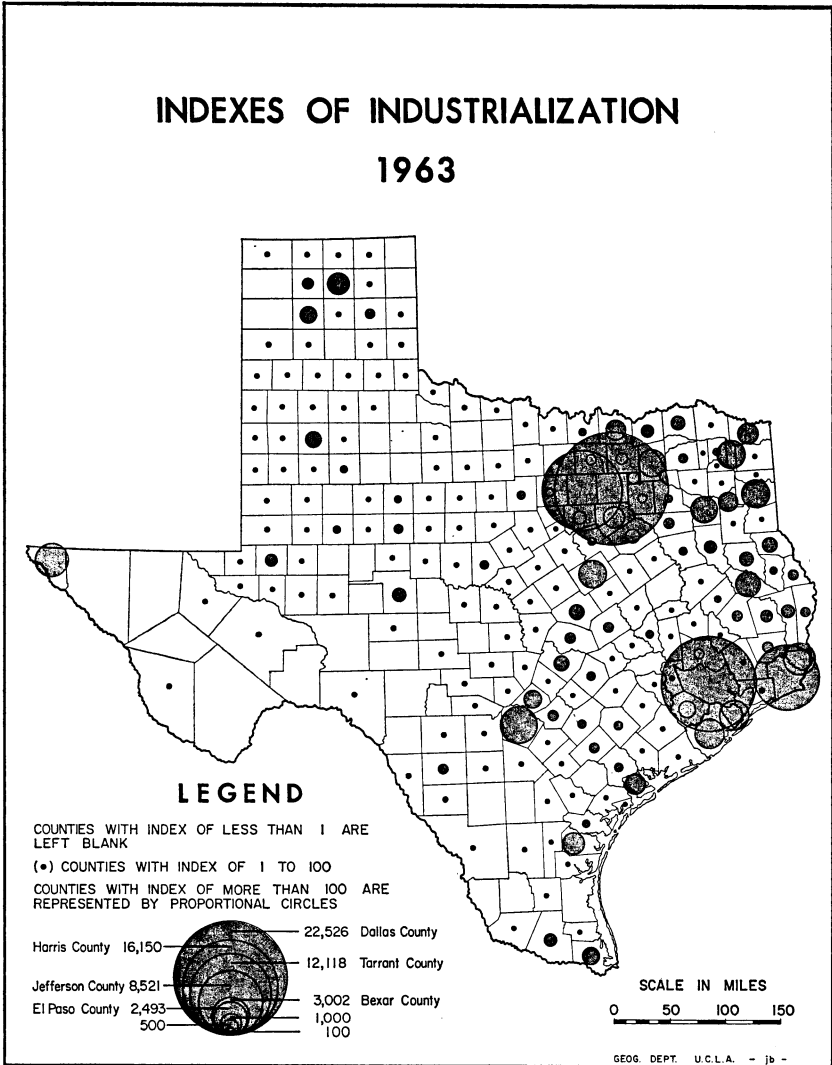 INDEXES OF INDUSTRIALIZATION
1963
LEGEND
COUNTIES WITH INDEX OF LESS THAN 1 ARE
LEFT BLANK
(•) COUNTIES WITH INDEX OF 1 TO 100
COUNTIES WITH INDEX OF MORE THAN 100 ARE
REPRESENTED BY PROPORTIONAL CIRCLES
22,526 Dallas County
Harris County 16,150
12,118 Tarrant County
Jefferson County 8,521
3,002 Bexar County
El Paso County 2,493
1,000
500
100
SCALE IN MILES
0 50 100 150
GEOG. DEPT. U.C.L.A. - jb -